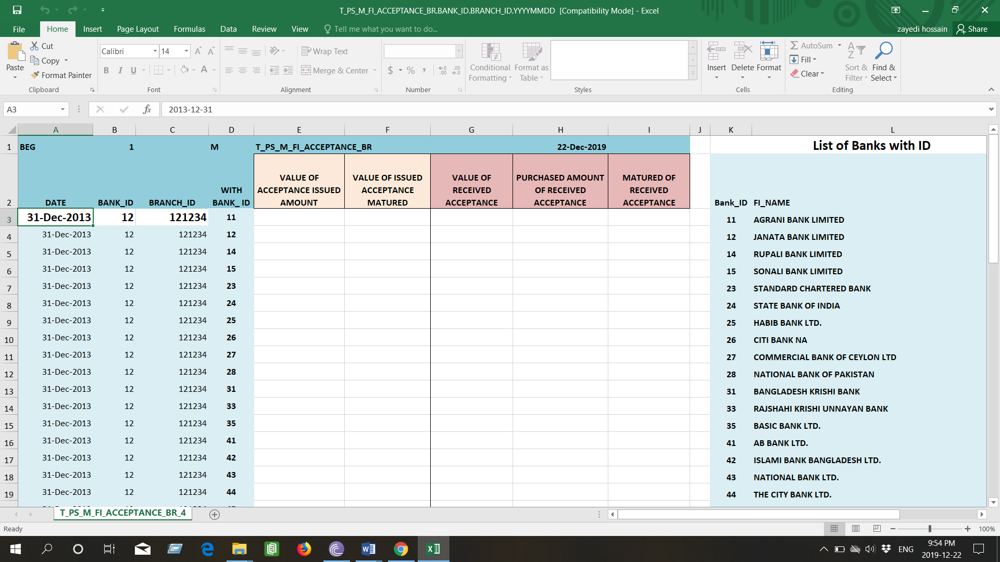 T_PS_M_FI_ACCEPTANCE_BR.BANK_ID.BRANCH_ID.YYYYMMDD [Compatibility Mode] - Excel
File Home Insert Page Layout Formulas Data Review View Tell me what you want to do... zayedi hossain Share
Paste Cut Copy Format Painter Clipboard
Calibri 14 A A B I U A Font
Wrap Text Merge & Center Alignment
$ % , .0 .00 .00 .0 Number
Conditional Formatting Format as Table Styles
Insert Delete Format Cells
AutoSum Fill Clear Sort & Filter Find & Select Editing
A3 fx 2013-12-31
A B C D E F G H I J K L
1 BEG 1 M T_PS_M_FI_ACCEPTANCE_BR 22-Dec-2019 List of Banks with ID
2 DATE BANK_ID BRANCH_ID WITH BANK_ ID VALUE OF ACCEPTANCE ISSUED AMOUNT VALUE OF ISSUED ACCEPTANCE MATURED VALUE OF RECEIVED ACCEPTANCE PURCHASED AMOUNT OF RECEIVED ACCEPTANCE MATURED OF RECEIVED ACCEPTANCE Bank_ID FI_NAME
3 31-Dec-2013 12 121234 11 11 AGRANI BANK LIMITED
4 31-Dec-2013 12 121234 12 12 JANATA BANK LIMITED
5 31-Dec-2013 12 121234 14 14 RUPALI BANK LIMITED
6 31-Dec-2013 12 121234 15 15 SONALI BANK LIMITED
7 31-Dec-2013 12 121234 23 23 STANDARD CHARTERED BANK
8 31-Dec-2013 12 121234 24 24 STATE BANK OF INDIA
9 31-Dec-2013 12 121234 25 25 HABIB BANK LTD.
10 31-Dec-2013 12 121234 26 26 CITI BANK NA
11 31-Dec-2013 12 121234 27 27 COMMERCIAL BANK OF CEYLON LTD
12 31-Dec-2013 12 121234 28 28 NATIONAL BANK OF PAKISTAN
13 31-Dec-2013 12 121234 31 31 BANGLADESH KRISHI BANK
14 31-Dec-2013 12 121234 33 33 RAJSHAHI KRISHI UNNAYAN BANK
15 31-Dec-2013 12 121234 35 35 BASIC BANK LTD.
16 31-Dec-2013 12 121234 41 41 AB BANK LTD.
17 31-Dec-2013 12 121234 42 42 ISLAMI BANK BANGLADESH LTD.
18 31-Dec-2013 12 121234 43 43 NATIONAL BANK LTD.
19 31-Dec-2013 12 121234 44 44 THE CITY BANK LTD.
T_PS_M_FI_ACCEPTANCE_BR_4
Ready 100%
ENG 9:54 PM
2019-12-22